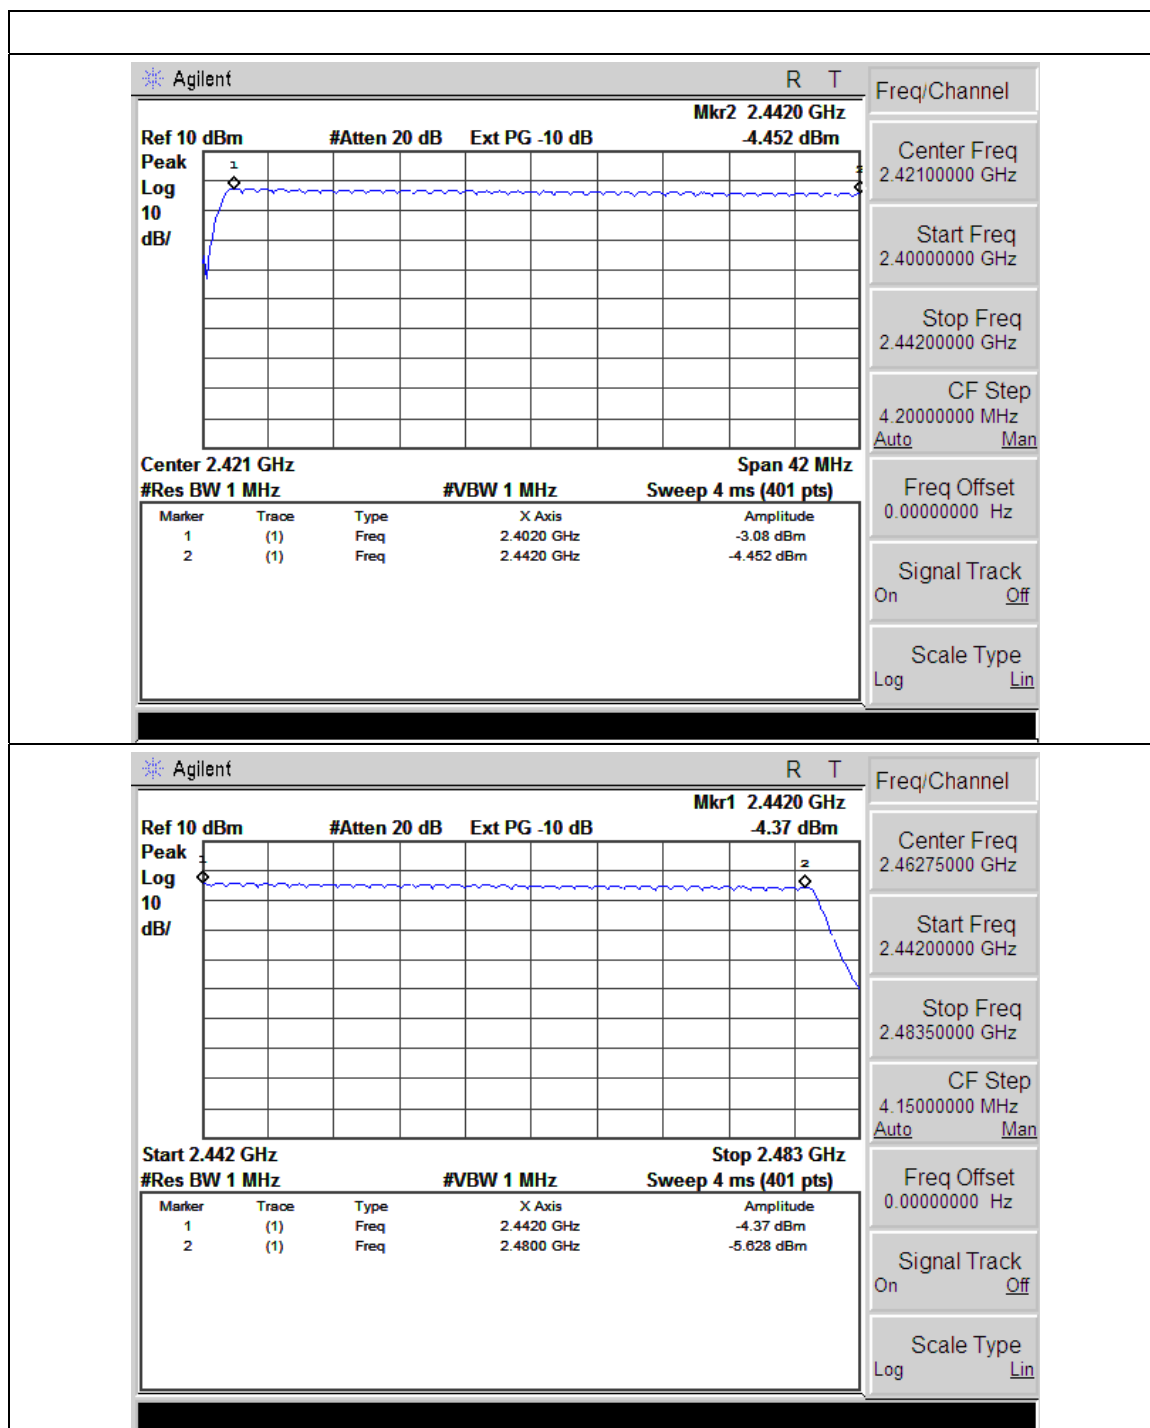 Agilent
R T
Freq/Channel
Mkr2 2.4420 GHz
Ref 10 dBm #Atten 20 dB Ext PG -10 dB -4.452 dBm
Peak
Log
10
dB/
1
2
Center Freq
2.42100000 GHz
Start Freq
2.40000000 GHz
Stop Freq
2.44200000 GHz
CF Step
4.20000000 MHz
Auto Man
Freq Offset
0.00000000 Hz
Signal Track
On Off
Scale Type
Log Lin
Center 2.421 GHz Span 42 MHz
#Res BW 1 MHz #VBW 1 MHz Sweep 4 ms (401 pts)
Marker Trace Type X Axis Amplitude
1 (1) Freq 2.4020 GHz -3.08 dBm
2 (1) Freq 2.4420 GHz -4.452 dBm
Agilent
R T
Freq/Channel
Mkr1 2.4420 GHz
Ref 10 dBm #Atten 20 dB Ext PG -10 dB -4.37 dBm
Peak
Log
10
dB/
1
2
Center Freq
2.46275000 GHz
Start Freq
2.44200000 GHz
Stop Freq
2.48350000 GHz
CF Step
4.15000000 MHz
Auto Man
Freq Offset
0.00000000 Hz
Signal Track
On Off
Scale Type
Log Lin
Start 2.442 GHz Stop 2.483 GHz
#Res BW 1 MHz #VBW 1 MHz Sweep 4 ms (401 pts)
Marker Trace Type X Axis Amplitude
1 (1) Freq 2.4420 GHz -4.37 dBm
2 (1) Freq 2.4800 GHz -5.628 dBm